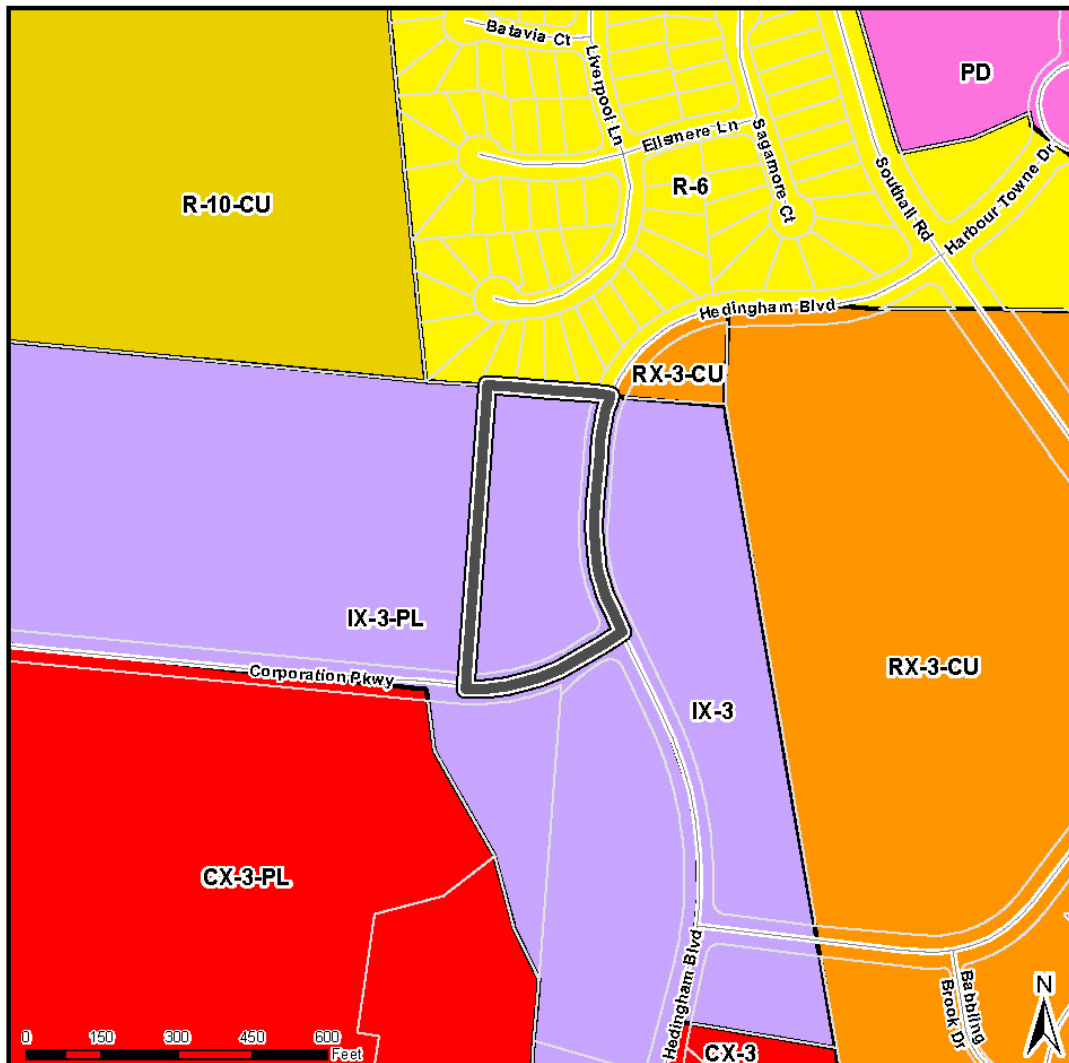 Batavia Ct
Liverpool Ln
PD
Ellsmere Ln
Sagamore Ct
R-6
R-10-CU
Southall Rd
Harbour Towne Dr
Hedingham Blvd
RX-3-CU
IX-3-PL
Corporation Pkwy
RX-3-CU
IX-3
CX-3-PL
Hedingham Blvd
Babbling
Brook Dr
N
0 150 300 450 600
Feet
CX-3